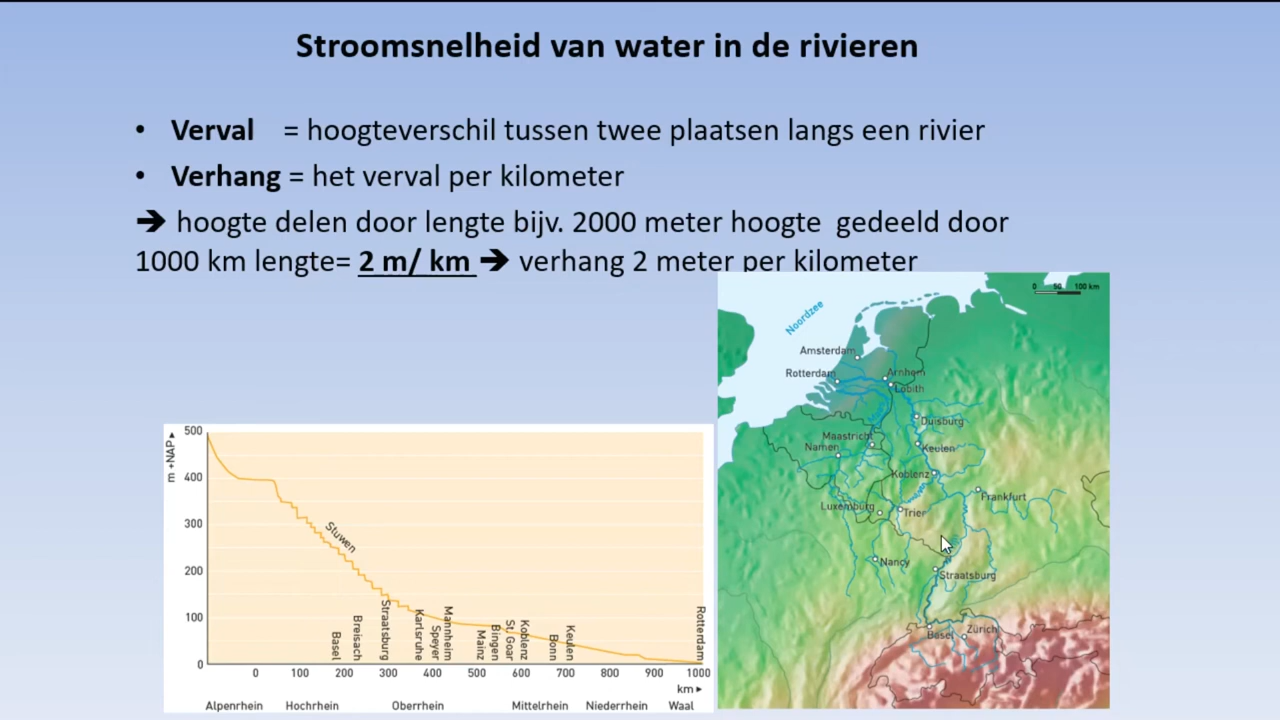 Stroomsnelheid van water in de rivieren
• Verval = hoogteverschil tussen twee plaatsen langs een rivier
• Verhang = het verval per kilometer
➔ hoogte delen door lengte bijv. 2000 meter hoogte gedeeld door
1000 km lengte= 2 m/ km ➔ verhang 2 meter per kilometer
m +NAP ▸
500
400
300
200
100
0
Stuwen
Basel
Breisach
Straatsburg
Karlsruhe
Speyer
Mannheim
Mainz
Bingen
St. Goar
Koblenz
Bonn
Keulen
Rotterdam
0 100 200 300 400 500 600 700 800 900 1000
km ▸
Alpenrhein Hochrhein Oberrhein Mittelrhein Niederrhein Waal
0 50 100 km
Noordzee
Amsterdam
Rotterdam
Arnhem
Lobith
Maas
Duisburg
Maastricht
Namen
Keulen
Koblenz
Frankfurt
Luxemburg
Trier
Nancy
Straatsburg
Basel
Zürich